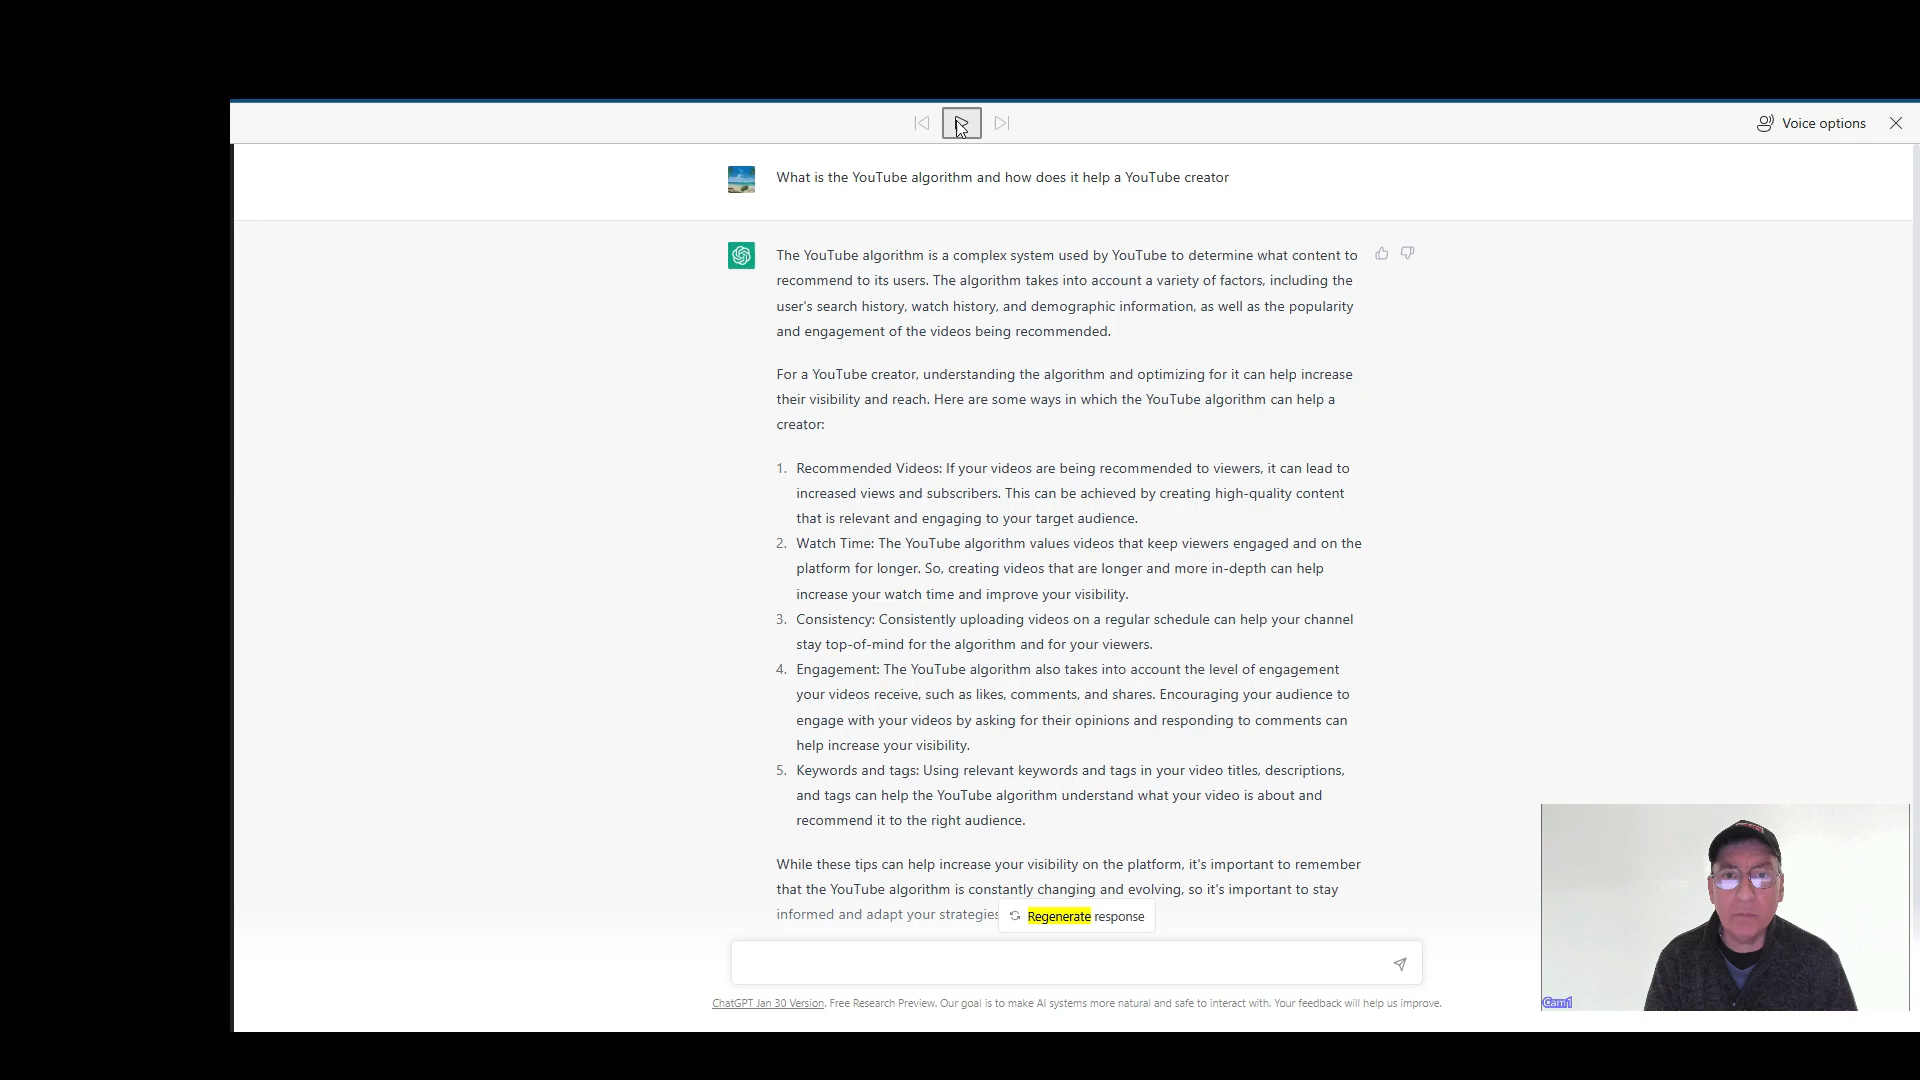 Voice options
What is the YouTube algorithm and how does it help a YouTube creator
The YouTube algorithm is a complex system used by YouTube to determine what content to
recommend to its users. The algorithm takes into account a variety of factors, including the
user's search history, watch history, and demographic information, as well as the popularity
and engagement of the videos being recommended.
For a YouTube creator, understanding the algorithm and optimizing for it can help increase
their visibility and reach. Here are some ways in which the YouTube algorithm can help a
creator:
1. Recommended Videos: If your videos are being recommended to viewers, it can lead to
increased views and subscribers. This can be achieved by creating high-quality content
that is relevant and engaging to your target audience.
2. Watch Time: The YouTube algorithm values videos that keep viewers engaged and on the
platform for longer. So, creating videos that are longer and more in-depth can help
increase your watch time and improve your visibility.
3. Consistency: Consistently uploading videos on a regular schedule can help your channel
stay top-of-mind for the algorithm and for your viewers.
4. Engagement: The YouTube algorithm also takes into account the level of engagement
your videos receive, such as likes, comments, and shares. Encouraging your audience to
engage with your videos by asking for their opinions and responding to comments can
help increase your visibility.
5. Keywords and tags: Using relevant keywords and tags in your video titles, descriptions,
and tags can help the YouTube algorithm understand what your video is about and
recommend it to the right audience.
While these tips can help increase your visibility on the platform, it's important to remember
that the YouTube algorithm is constantly changing and evolving, so it's important to stay
informed and adapt your strategies
Regenerate response
ChatGPT Jan 30 Version. Free Research Preview. Our goal is to make AI systems more natural and safe to interact with. Your feedback will help us improve.